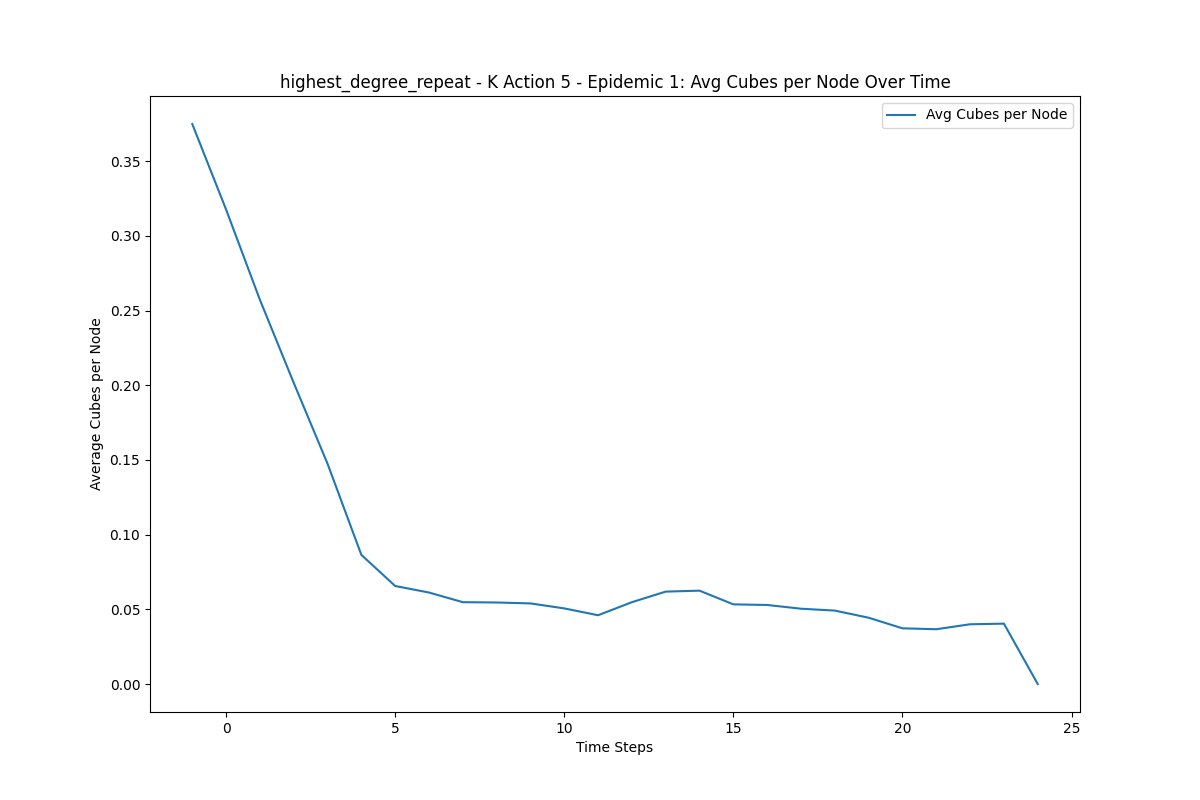 highest_degree_repeat - K Action 5 - Epidemic 1: Avg Cubes per Node Over Time
Avg Cubes per Node
0.35
0.30
0.25
0.20
0.15
0.10
0.05
0.00
Average Cubes per Node
0 5 10 15 20 25
Time Steps